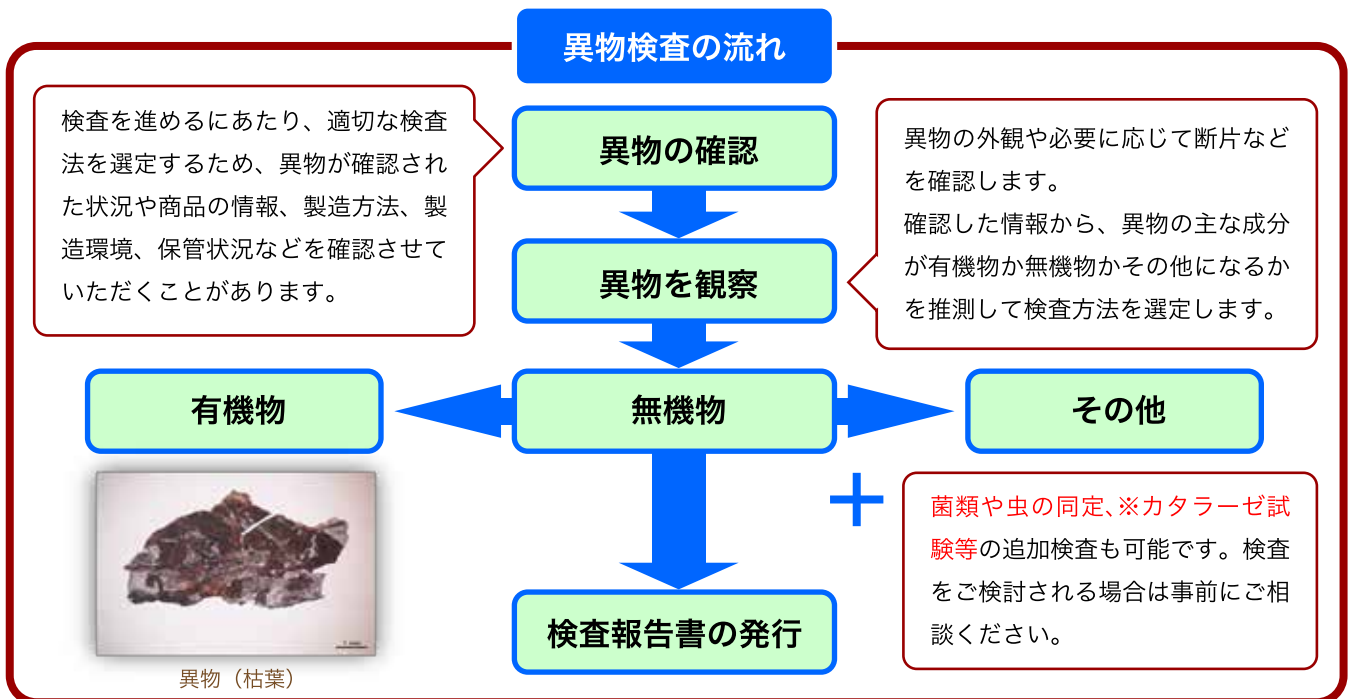 異物検査の流れ
検査を進めるにあたり、適切な検査
法を選定するため、異物が確認され
た状況や商品の情報、製造方法、製
造環境、保管状況などを確認させて
いただくことがあります。
異物の確認
異物の外観や必要に応じて断片など
を確認します。
確認した情報から、異物の主な成分
が有機物か無機物かその他になるか
を推測して検査方法を選定します。
異物を観察
有機物
無機物
その他
＋
菌類や虫の同定、※カタラーゼ試
験等の追加検査も可能です。検査
をご検討される場合は事前にご相
談ください。
検査報告書の発行
異物（枯葉）